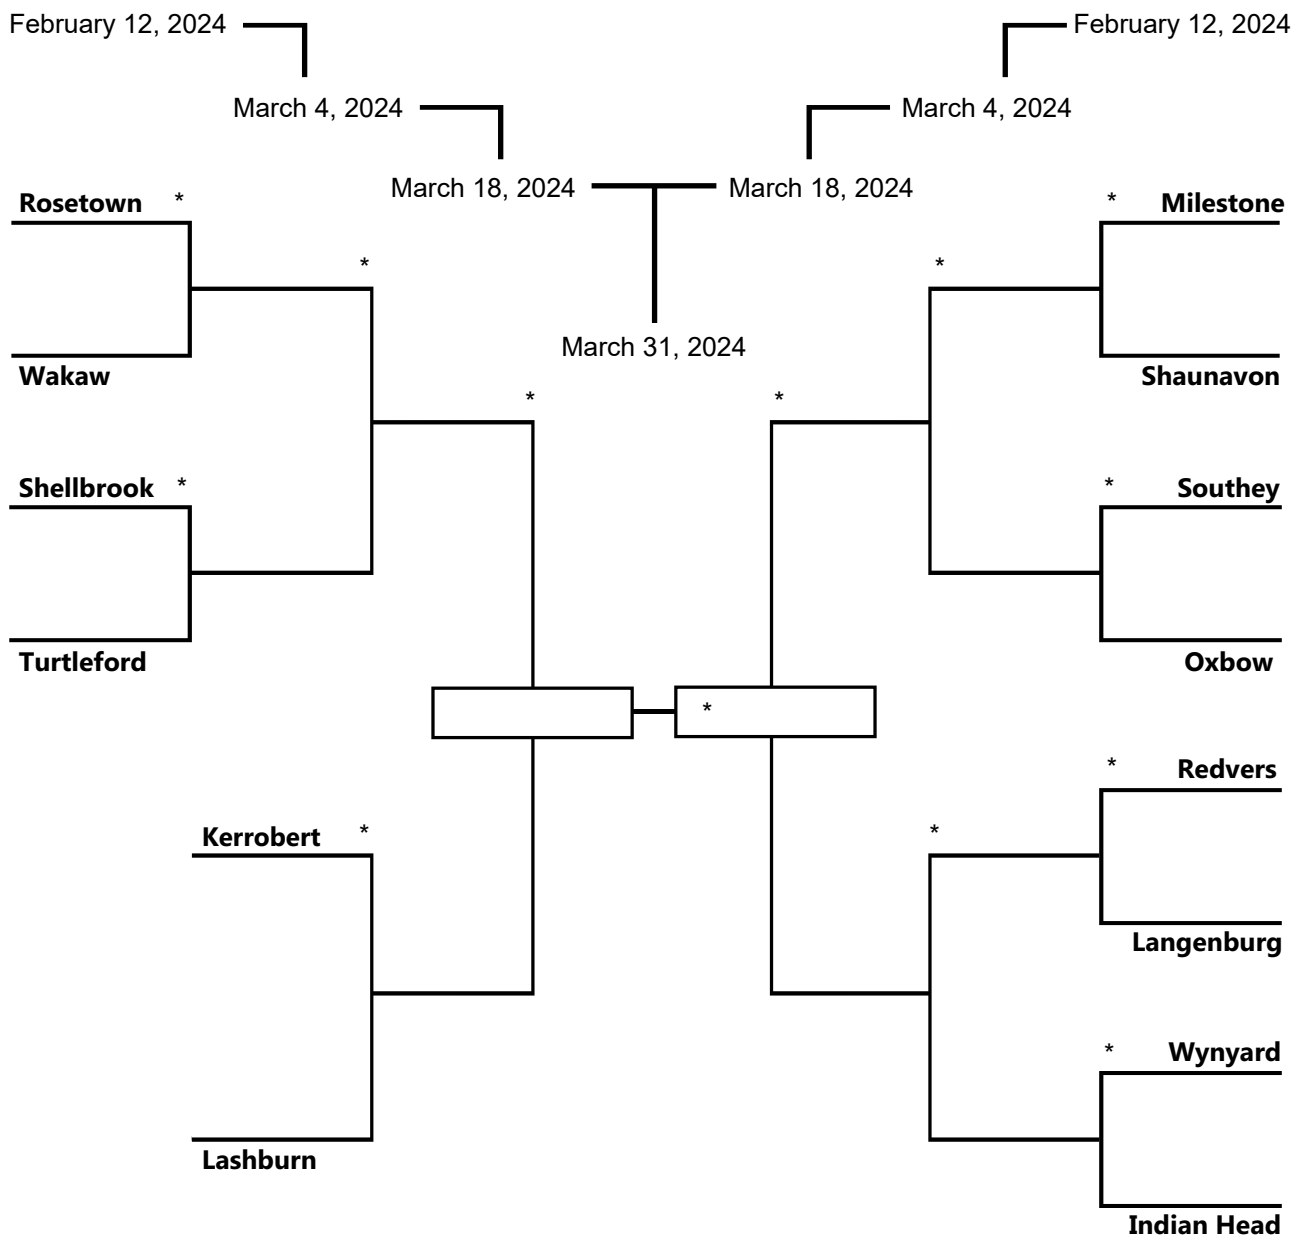 February 12, 2024 February 12, 2024
March 4, 2024 March 4, 2024
March 18, 2024 March 18, 2024
Rosetown * * Milestone
* *
March 31, 2024
Wakaw Shaunavon
* *
Shellbrook * * Southey
Turtleford Oxbow
*
* Redvers
Kerrobert * *
Langenburg
* Wynyard
Lashburn
Indian Head